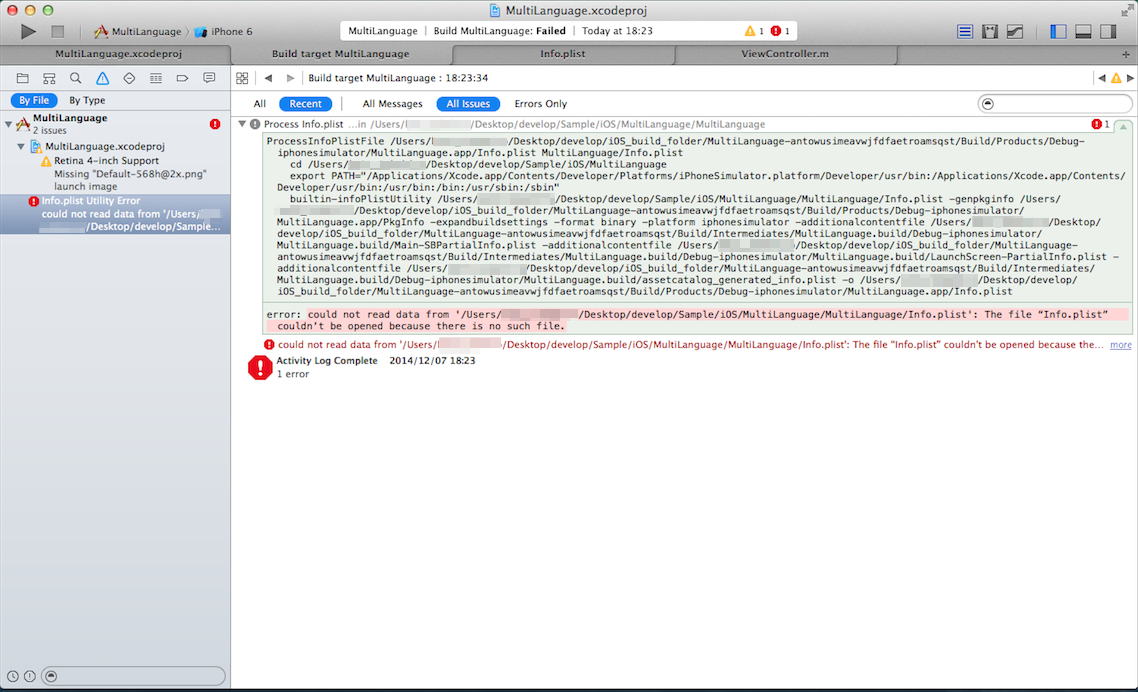 MultiLanguage.xcodeproj
MultiLanguage 〉 iPhone 6
MultiLanguage | Build MultiLanguage: Failed | Today at 18:23
1 1
MultiLanguage.xcodeproj
Build target MultiLanguage
Info.plist
ViewController.m
Build target MultiLanguage : 18:23:34
By File By Type
All Recent All Messages All Issues Errors Only
MultiLanguage
2 issues
MultiLanguage.xcodeproj
Retina 4-inch Support
Missing "Default-568h@2x.png"
launch image
Info.plist Utility Error
could not read data from '/Users/
/Desktop/develop/Sample...
Process Info.plist ...in /Users/ /Desktop/develop/Sample/iOS/MultiLanguage/MultiLanguage 1
ProcessInfoPlistFile /Users/ /Desktop/develop/iOS_build_folder/MultiLanguage-antowusimeavwjfdfaetroamsqst/Build/Products/Debug-
iphonesimulator/MultiLanguage.app/Info.plist MultiLanguage/Info.plist
cd /Users/ /Desktop/develop/Sample/iOS/MultiLanguage
export PATH="/Applications/Xcode.app/Contents/Developer/Platforms/iPhoneSimulator.platform/Developer/usr/bin:/Applications/Xcode.app/Contents/
Developer/usr/bin:/usr/bin:/bin:/usr/sbin:/sbin"
builtin-infoPlistUtility /Users/ /Desktop/develop/Sample/iOS/MultiLanguage/MultiLanguage/Info.plist -genpkginfo /Users/
/Desktop/develop/iOS_build_folder/MultiLanguage-antowusimeavwjfdfaetroamsqst/Build/Products/Debug-iphonesimulator/
MultiLanguage.app/PkgInfo -expandbuildsettings -format binary -platform iphonesimulator -additionalcontentfile /Users/ /Desktop/
develop/iOS_build_folder/MultiLanguage-antowusimeavwjfdfaetroamsqst/Build/Intermediates/MultiLanguage.build/Debug-iphonesimulator/
MultiLanguage.build/Main-SBPartialInfo.plist -additionalcontentfile /Users/ /Desktop/develop/iOS_build_folder/MultiLanguage-
antowusimeavwjfdfaetroamsqst/Build/Intermediates/MultiLanguage.build/Debug-iphonesimulator/MultiLanguage.build/LaunchScreen-PartialInfo.plist -
additionalcontentfile /Users/ /Desktop/develop/iOS_build_folder/MultiLanguage-antowusimeavwjfdfaetroamsqst/Build/Intermediates/
MultiLanguage.build/Debug-iphonesimulator/MultiLanguage.build/assetcatalog_generated_info.plist -o /Users/ /Desktop/develop/
iOS_build_folder/MultiLanguage-antowusimeavwjfdfaetroamsqst/Build/Products/Debug-iphonesimulator/MultiLanguage.app/Info.plist
error: could not read data from '/Users/ /Desktop/develop/Sample/iOS/MultiLanguage/MultiLanguage/Info.plist': The file “Info.plist”
couldn’t be opened because there is no such file.
could not read data from '/Users/ /Desktop/develop/Sample/iOS/MultiLanguage/MultiLanguage/Info.plist': The file "Info.plist" couldn't be opened because the... more
Activity Log Complete 2014/12/07 18:23
1 error